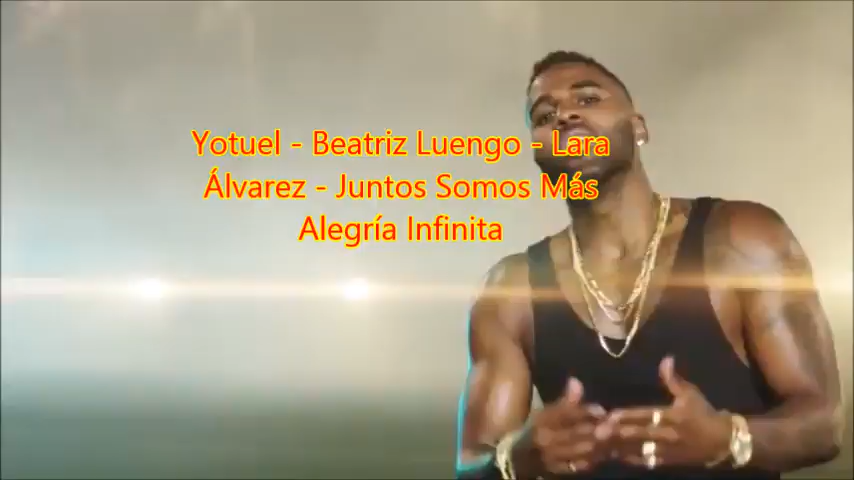 Yotuel - Beatriz Luengo - Lara
Álvarez - Juntos Somos Más
Alegría Infinita